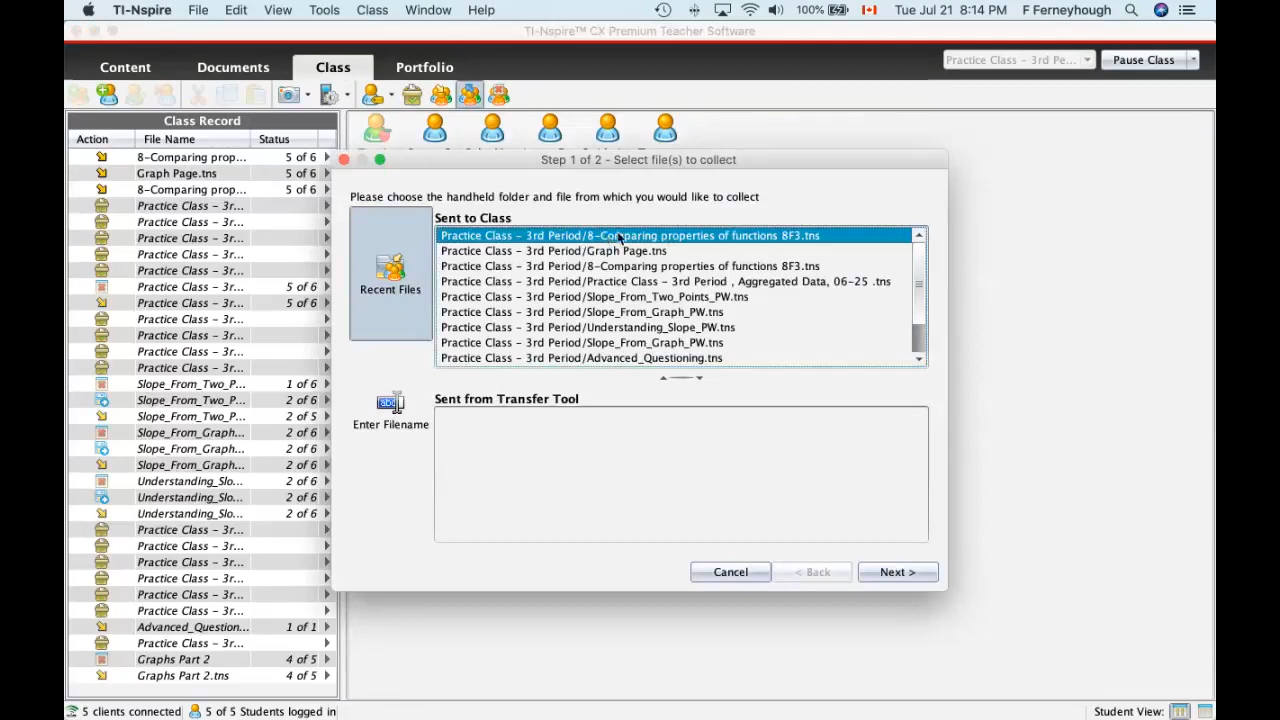 TI-Nspire File Edit View Tools Class Window Help 100% Tue Jul 21 8:14 PM F Ferneyhough
TI-Nspire™ CX Premium Teacher Software
Content Documents Class Portfolio Practice Class - 3rd Pe... Pause Class
Class Record
Action File Name Status
8-Comparing prop... 5 of 6
Graph Page.tns 5 of 6
8-Comparing prop... 5 of 6
Practice Class - 3r...
Practice Class - 3r...
Practice Class - 3r...
Practice Class - 3r...
Practice Class - 3r...
Practice Class - 3r... 5 of 6
Practice Class - 3r... 5 of 6
Practice Class - 3r...
Practice Class - 3r...
Practice Class - 3r...
Practice Class - 3r...
Slope_From_Two_P... 1 of 6
Slope_From_Two_P... 2 of 6
Slope_From_Two_P... 2 of 5
Slope_From_Graph... 2 of 6
Slope_From_Graph... 2 of 6
Slope_From_Graph... 2 of 6
Understanding_Slo... 2 of 6
Understanding_Slo... 2 of 6
Understanding_Slo... 2 of 6
Practice Class - 3r...
Practice Class - 3r...
Practice Class - 3r...
Practice Class - 3r...
Practice Class - 3r...
Practice Class - 3r...
Advanced_Question... 1 of 1
Practice Class - 3r...
Graphs Part 2 4 of 5
Graphs Part 2.tns 4 of 5
Step 1 of 2 - Select file(s) to collect
Please choose the handheld folder and file from which you would like to collect
Recent Files
Enter Filename
Sent to Class
Practice Class - 3rd Period/8-Comparing properties of functions 8F3.tns
Practice Class - 3rd Period/Graph Page.tns
Practice Class - 3rd Period/8-Comparing properties of functions 8F3.tns
Practice Class - 3rd Period/Practice Class - 3rd Period , Aggregated Data, 06-25 .tns
Practice Class - 3rd Period/Slope_From_Two_Points_PW.tns
Practice Class - 3rd Period/Slope_From_Graph_PW.tns
Practice Class - 3rd Period/Understanding_Slope_PW.tns
Practice Class - 3rd Period/Slope_From_Graph_PW.tns
Practice Class - 3rd Period/Advanced_Questioning.tns
Sent from Transfer Tool
Cancel < Back Next >
5 clients connected 5 of 5 Students logged in Student View: